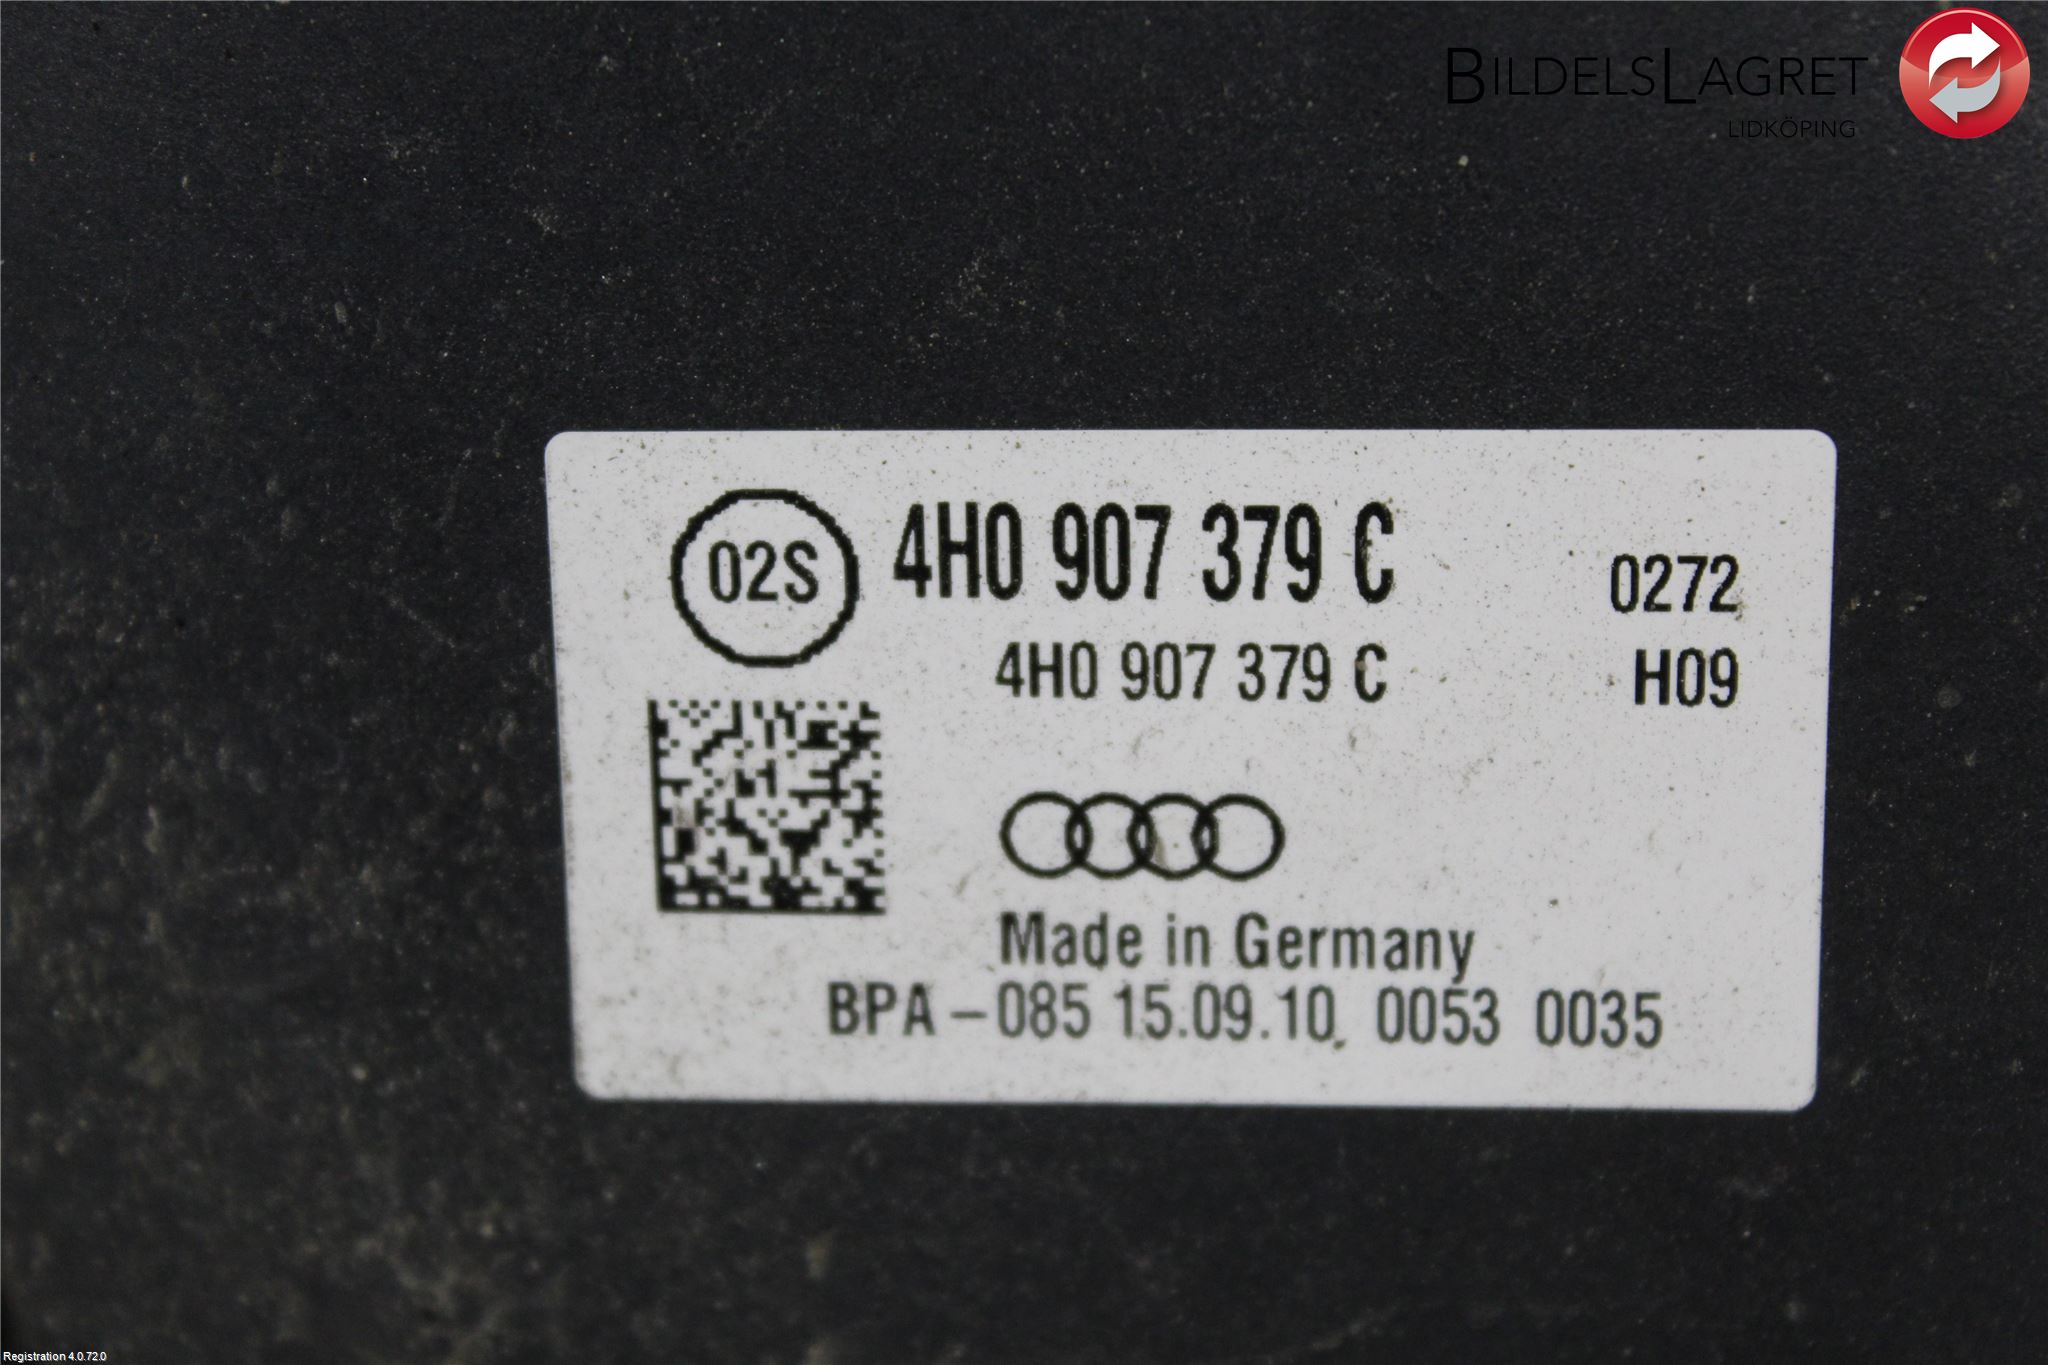 BILDELSLAGRET
LIDKÖPING
02S
4H0 907 379 C
0272
4H0 907 379 C
H09
Made in Germany
BPA -085 15.09.10 0053 0035
Registration 4.0.72.0